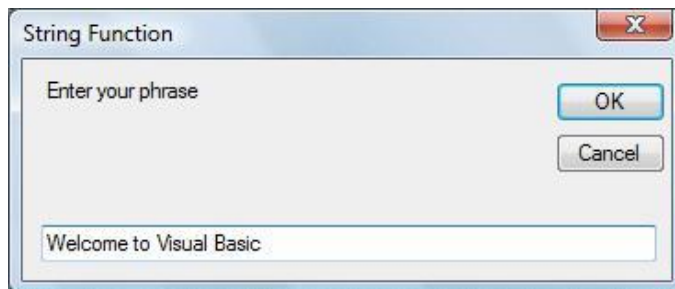 String Function
Enter your phrase
OK
Cancel
Welcome to Visual Basic